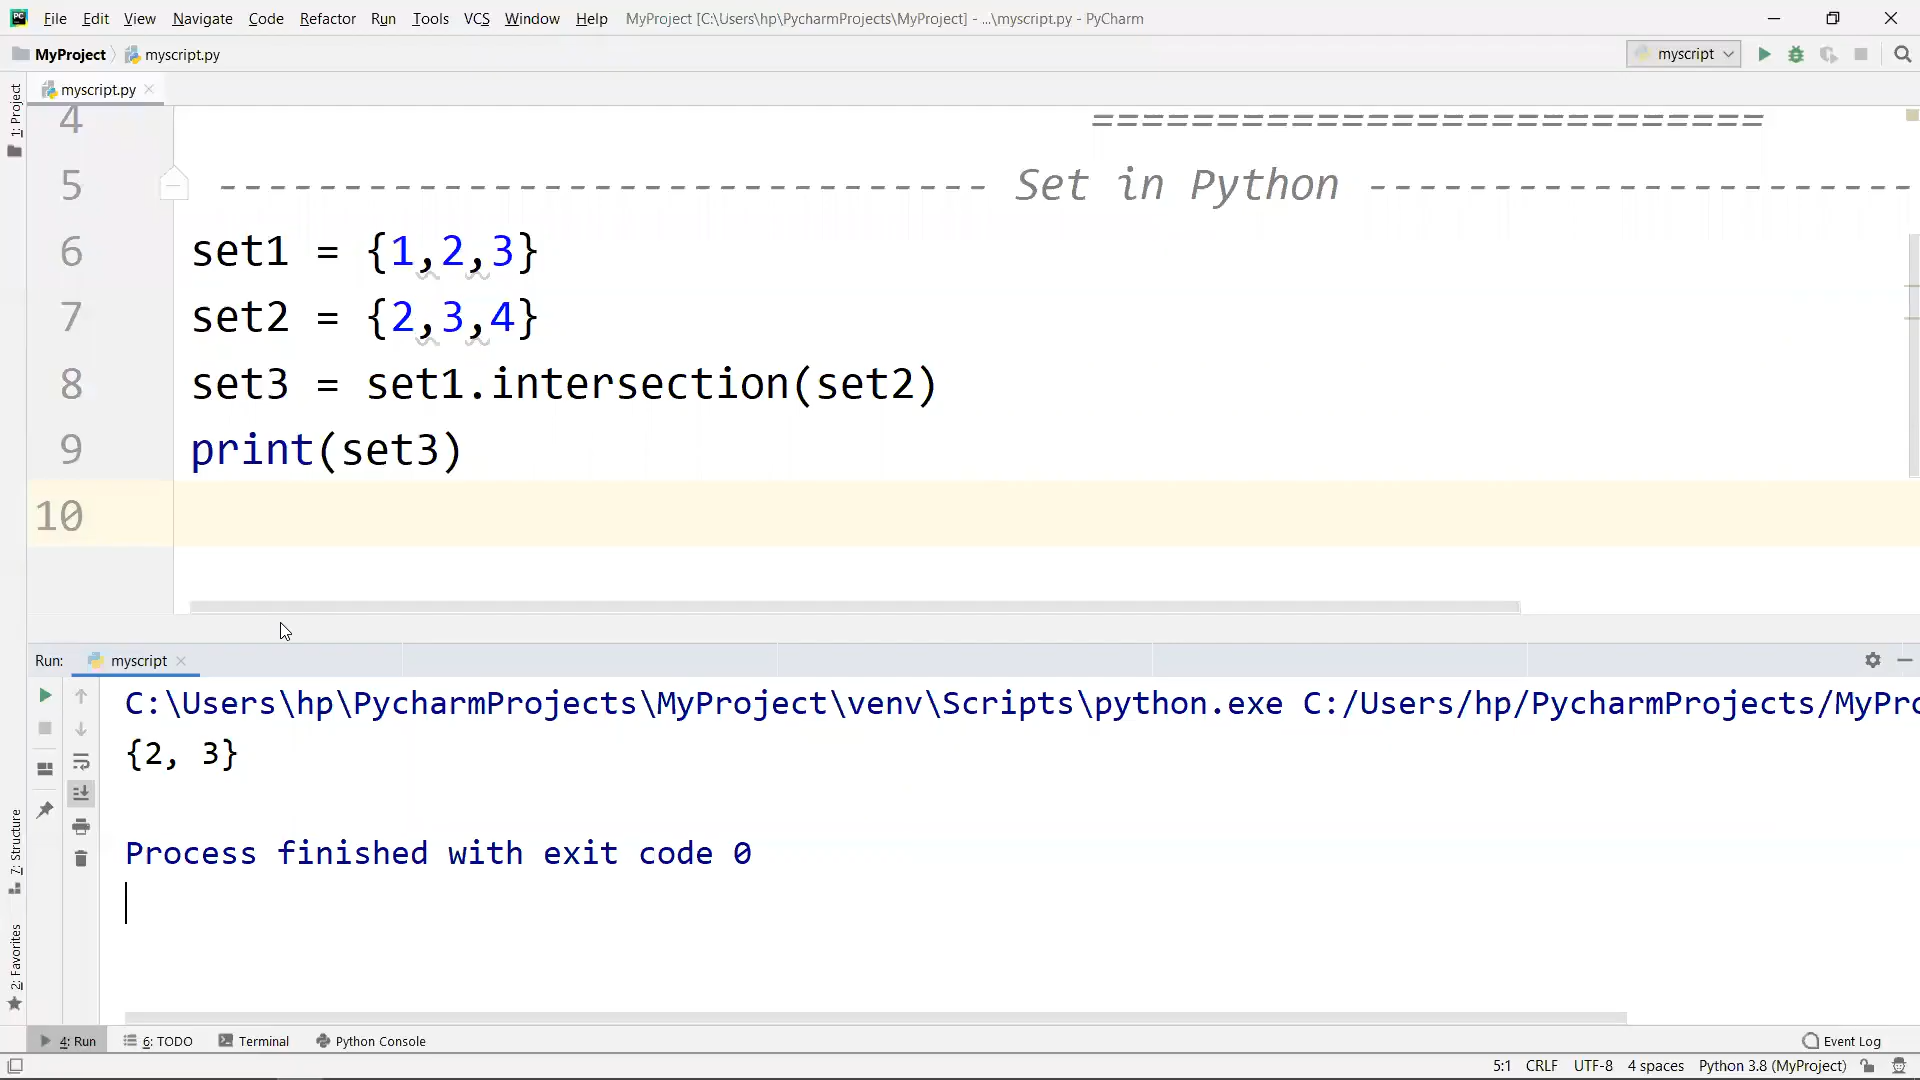 File Edit View Navigate Code Refactor Run Tools VCS Window Help MyProject [C:\Users\hp\PycharmProjects\MyProject] - ...\myscript.py - PyCharm
MyProject myscript.py myscript
1: Project
myscript.py
4 ===========================
5 ------------------------------- Set in Python ----------------------
6 set1 = {1,2,3}
7 set2 = {2,3,4}
8 set3 = set1.intersection(set2)
9 print(set3)
10
Run: myscript
C:\Users\hp\PycharmProjects\MyProject\venv\Scripts\python.exe C:/Users/hp/PycharmProjects/MyPro
{2, 3}
Process finished with exit code 0
7: Structure
2: Favorites
4: Run 6: TODO Terminal Python Console Event Log
5:1 CRLF UTF-8 4 spaces Python 3.8 (MyProject)